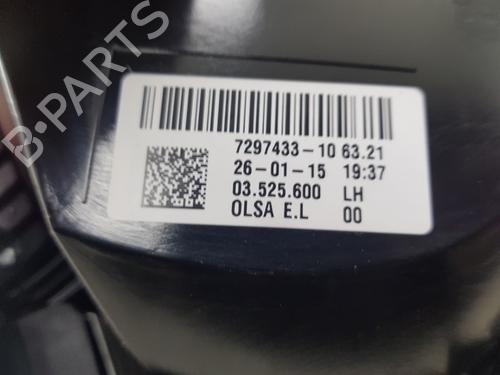 B-PARTS
7297433-10 63.21
26-01-15 19:37
03.525.600 LH
OLSA E.L 00